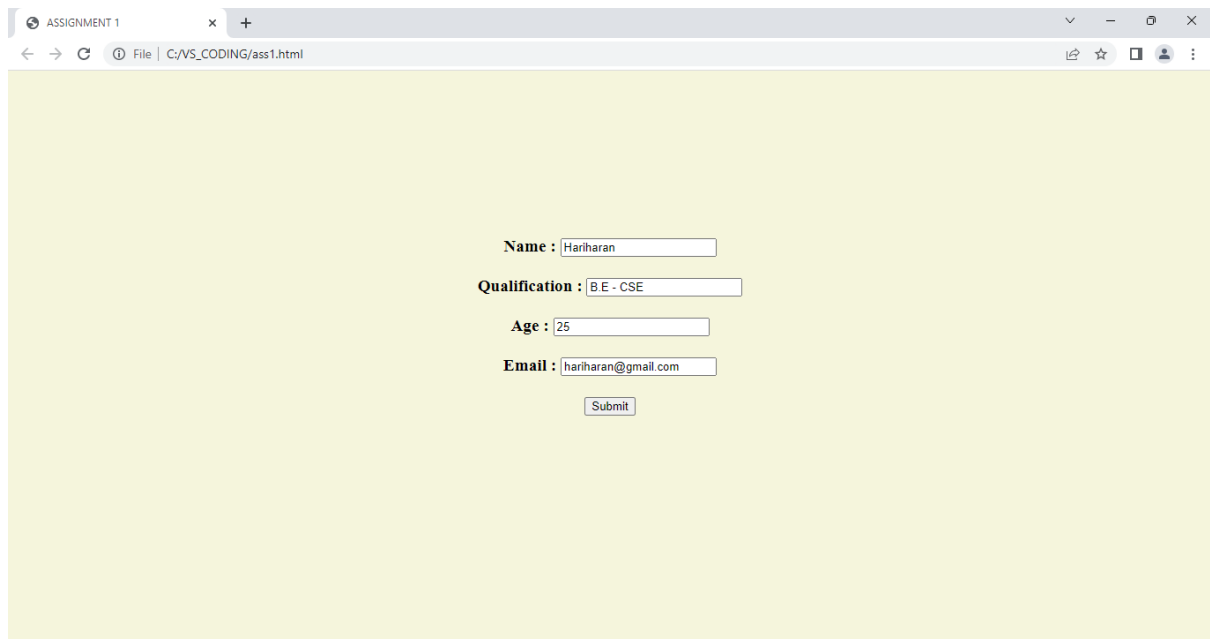 ASSIGNMENT 1
File | C:/VS_CODING/ass1.html
Name : Hariharan
Qualification : B.E - CSE
Age : 25
Email : hariharan@gmail.com
Submit